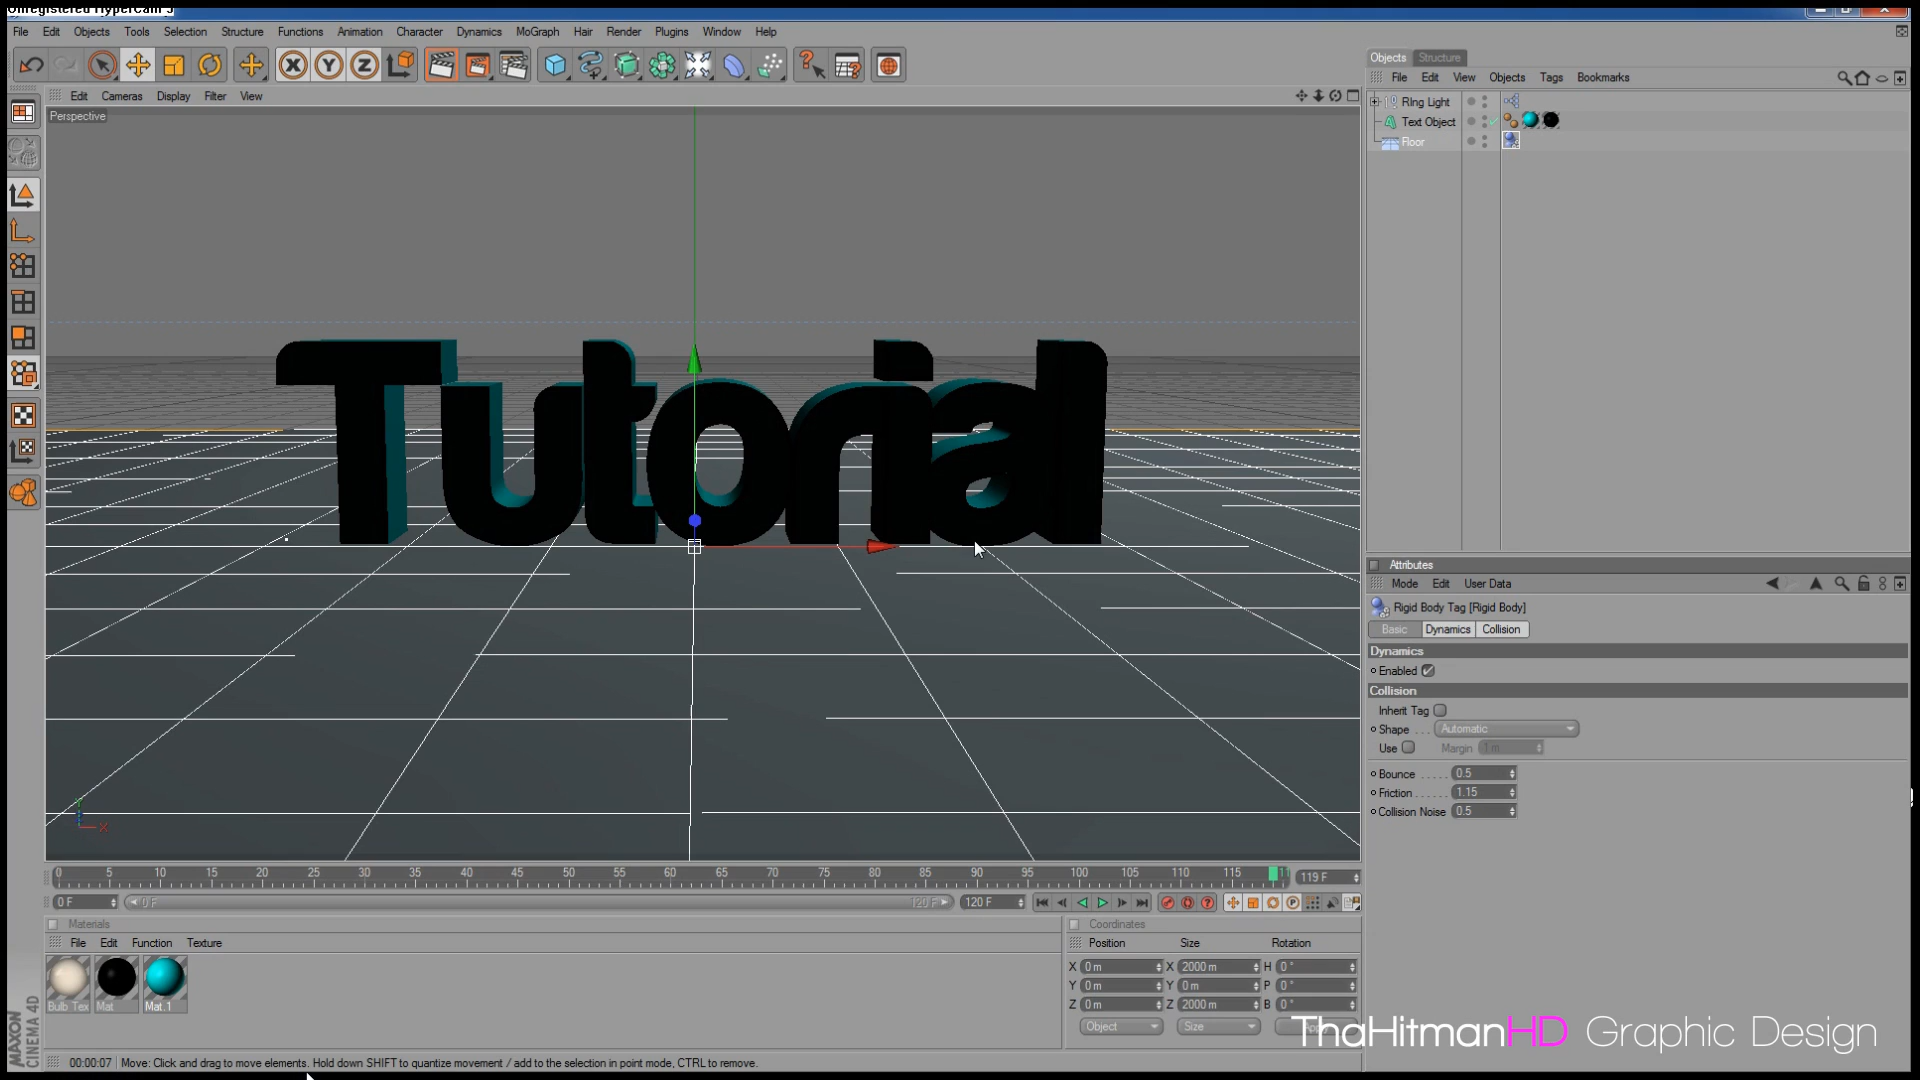 Unregistered HyperCam 3
File Edit Objects Tools Selection Structure Functions Animation Character Dynamics MoGraph Hair Render Plugins Window Help
X Y Z
Edit Cameras Display Filter View
Perspective
Tutorial
X
0 5 10 15 20 25 30 35 40 45 50 55 60 65 70 75 80 85 90 95 100 105 110 115
119 F
0 F 0 F 120 F 120 F
Materials
File Edit Function Texture
Bulb Tex Mat Mat.1
MAXON
CINEMA 4D
Coordinates
Position Size Rotation
X 0 m X 2000 m H 0 °
Y 0 m Y 0 m P 0 °
Z 0 m Z 2000 m B 0 °
Object Size
00:00:07 Move: Click and drag to move elements. Hold down SHIFT to quantize movement / add to the selection in point mode, CTRL to remove.
Objects Structure
File Edit View Objects Tags Bookmarks
RIng Light
Text Object
Floor
Attributes
Mode Edit User Data
Rigid Body Tag [Rigid Body]
Basic Dynamics Collision
Dynamics
Enabled
Collision
Inherit Tag
Shape Automatic
Use Margin 1 m
Bounce 0.5
Friction 1.15
Collision Noise 0.5
ThaHitmanHD Graphic Design